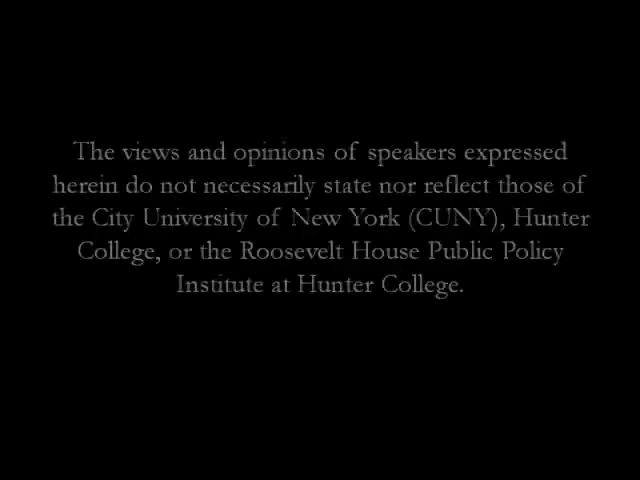 The views and opinions of speakers expressed
herein do not necessarily state nor reflect those of
the City University of New York (CUNY), Hunter
College, or the Roosevelt House Public Policy
Institute at Hunter College.